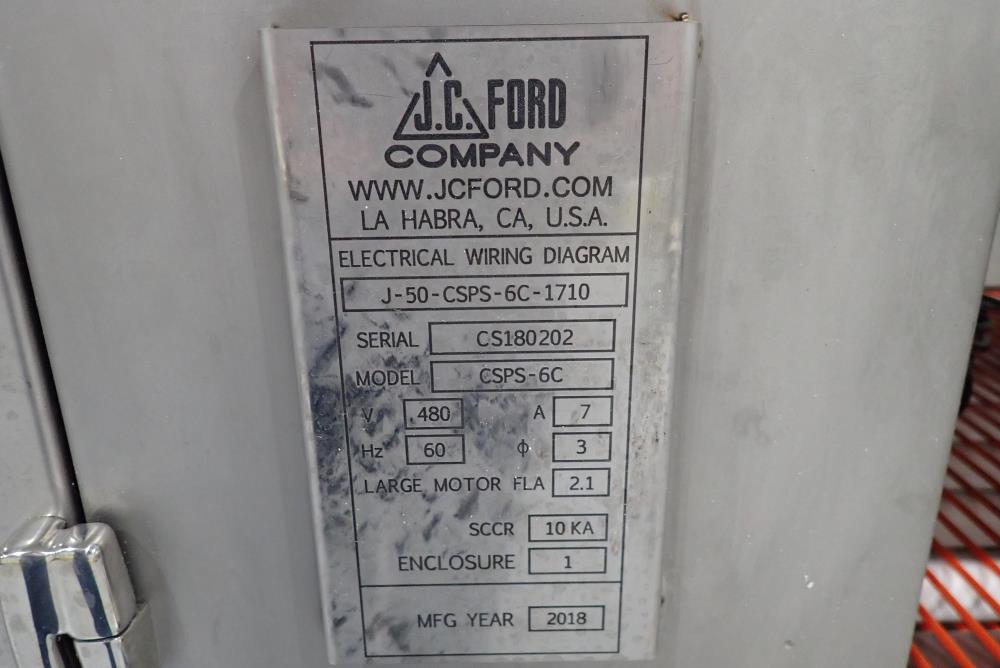 J.C. FORD
COMPANY
WWW.JCFORD.COM
LA HABRA, CA, U.S.A.
ELECTRICAL WIRING DIAGRAM
J-50-CSPS-6C-1710
SERIAL CS180202
MODEL CSPS-6C
V 480 A 7
Hz 60 ϕ 3
LARGE MOTOR FLA 2.1
SCCR 10 KA
ENCLOSURE 1
MFG YEAR 2018